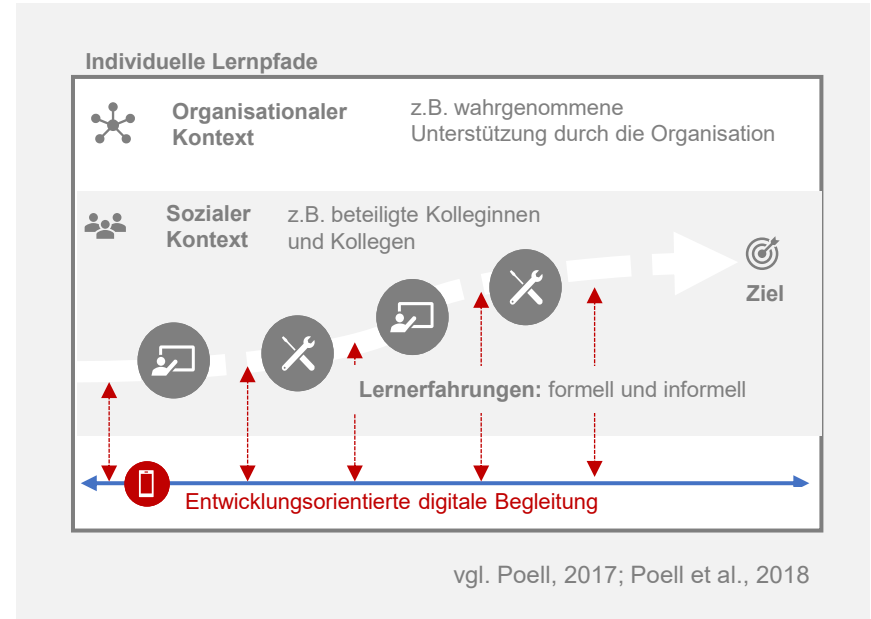 Individuelle Lernpfade
Organisationaler
Kontext
z.B. wahrgenommene
Unterstützung durch die Organisation
Sozialer
Kontext
z.B. beteiligte Kolleginnen
und Kollegen
Ziel
Lernerfahrungen: formell und informell
Entwicklungsorientierte digitale Begleitung
vgl. Poell, 2017; Poell et al., 2018